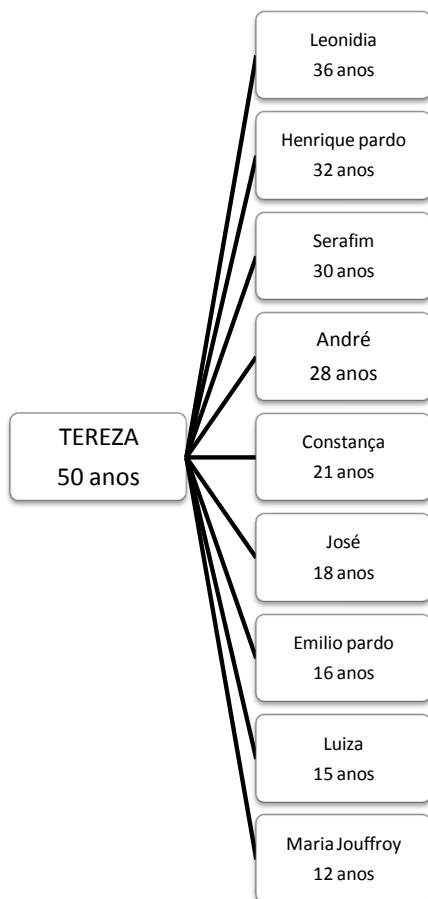 Leonidia
36 anos
Henrique pardo
32 anos
Serafim
30 anos
André
28 anos
TEREZA
50 anos
Constança
21 anos
José
18 anos
Emilio pardo
16 anos
Luiza
15 anos
Maria Jouffroy
12 anos